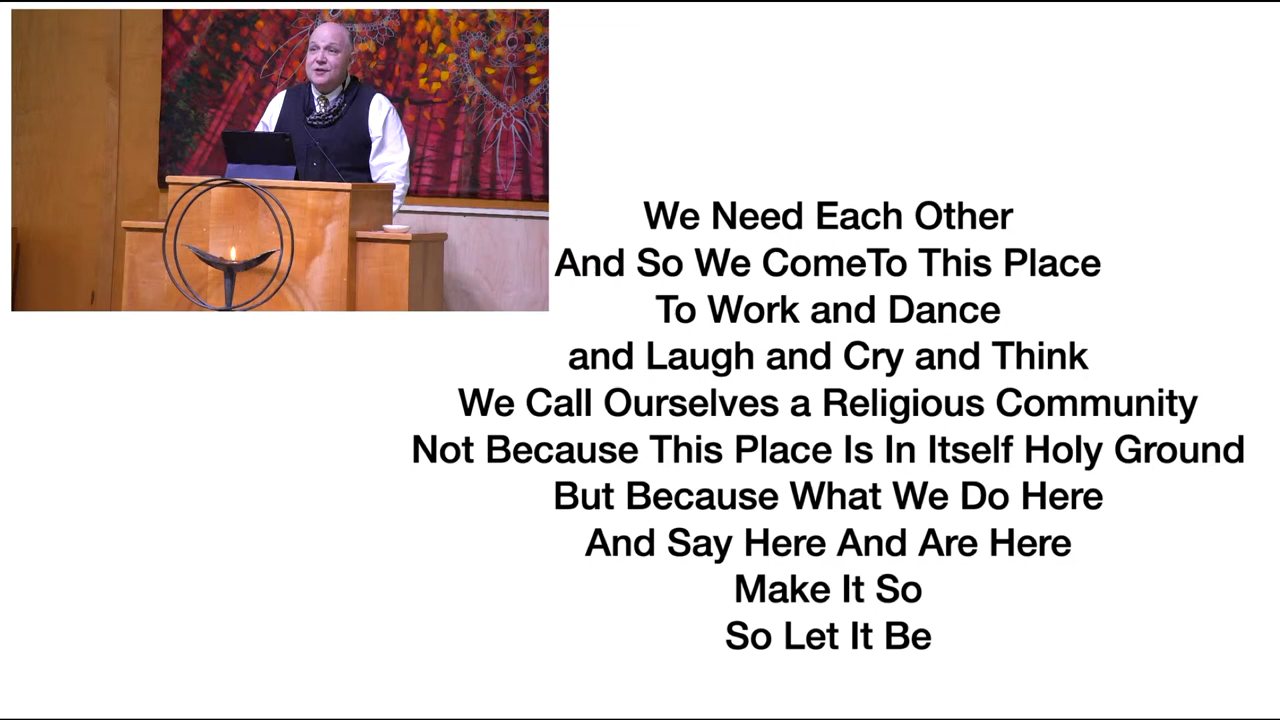 We Need Each Other
And So We ComeTo This Place
To Work and Dance
and Laugh and Cry and Think
We Call Ourselves a Religious Community
Not Because This Place Is In Itself Holy Ground
But Because What We Do Here
And Say Here And Are Here
Make It So
So Let It Be